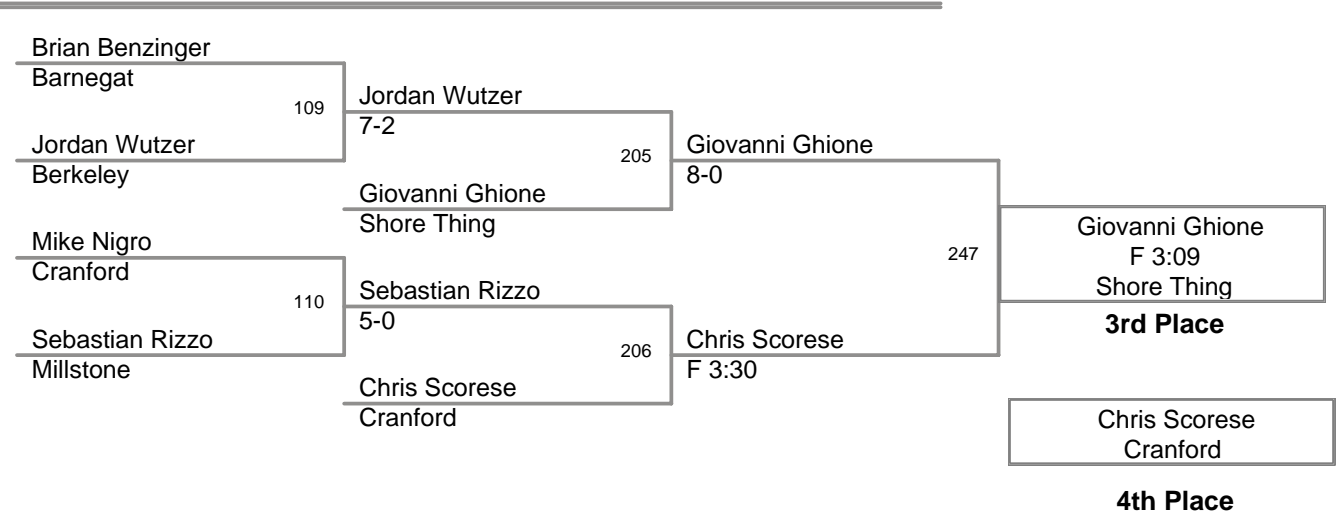 Brian Benzinger
Barnegat
109
Jordan Wutzer
7-2
Jordan Wutzer
Berkeley
205
Giovanni Ghione
8-0
Giovanni Ghione
Shore Thing
Mike Nigro
Cranford
247
Giovanni Ghione
F 3:09
Shore Thing
3rd Place
110
Sebastian Rizzo
5-0
Sebastian Rizzo
Millstone
206
Chris Scorese
F 3:30
Chris Scorese
Cranford
Chris Scorese
Cranford
4th Place